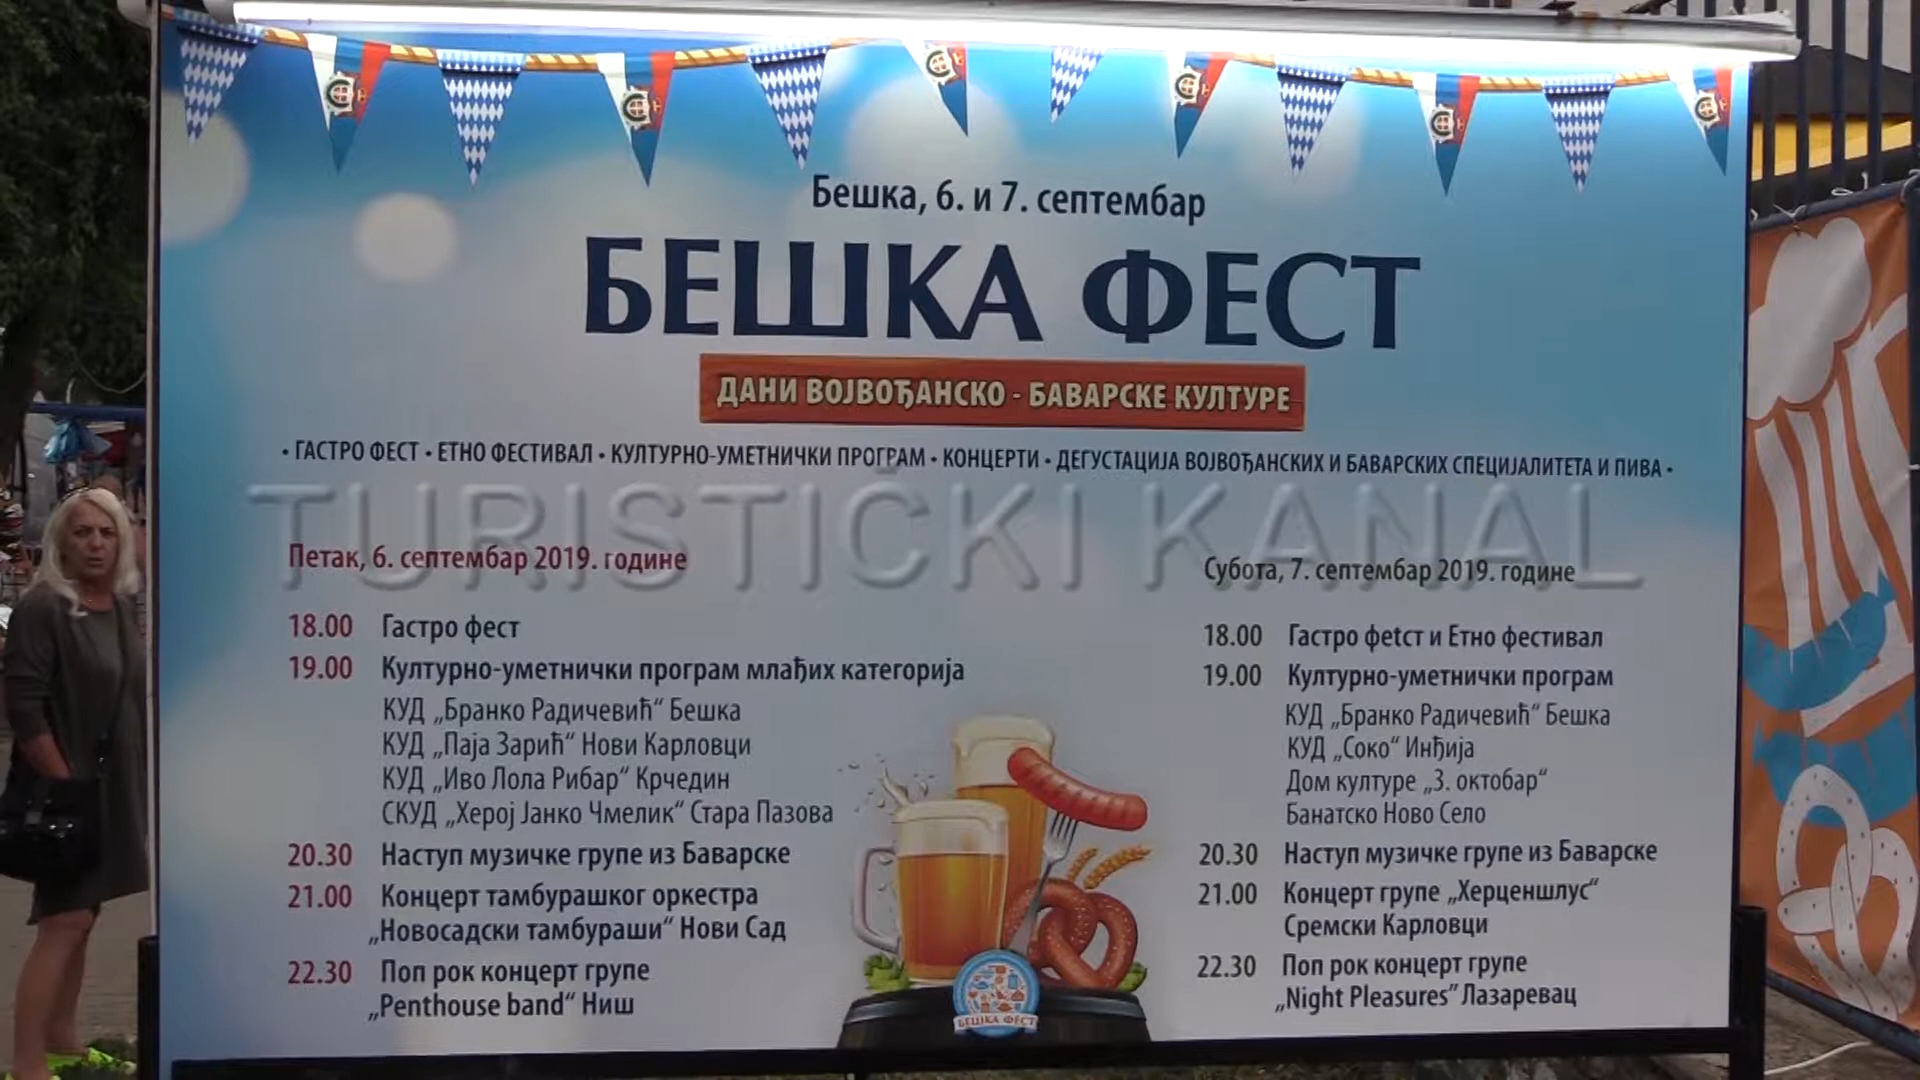 Бешка, 6. и 7. септембар
БЕШКА ФЕСТ
ДАНИ ВОЈВОЂАНСКО - БАВАРСКЕ КУЛТУРЕ
• ГАСТРО ФЕСТ • ЕТНО ФЕСТИВАЛ • КУЛТУРНО-УМЕТНИЧКИ ПРОГРАМ • КОНЦЕРТИ • ДЕГУСТАЦИЈА ВОЈВОЂАНСКИХ И БАВАРСКИХ СПЕЦИЈАЛИТЕТА И ПИВА •
TURISTIČKI KANAL
Петак, 6. септембар 2019. године
18.00 Гастро фест
19.00 Културно-уметнички програм млађих категорија
КУД „Бранко Радичевић“ Бешка
КУД „Паја Зарић“ Нови Карловци
КУД „Иво Лола Рибар“ Крчедин
СКУД „Херој Јанко Чмелик“ Стара Пазова
20.30 Наступ музичке групе из Баварске
21.00 Концерт тамбурашког оркестра
„Новосадски тамбураши“ Нови Сад
22.30 Поп рок концерт групе
„Penthouse band“ Ниш
Субота, 7. септембар 2019. године
18.00 Гастро феtст и Етно фестивал
19.00 Културно-уметнички програм
КУД „Бранко Радичевић“ Бешка
КУД „Соко“ Инђија
Дом културе „3. октобар“
Банатско Ново Село
20.30 Наступ музичке групе из Баварске
21.00 Концерт групе „Херценшлус“
Сремски Карловци
22.30 Поп рок концерт групе
„Night Pleasures” Лазаревац
БЕШКА ФЕСТ